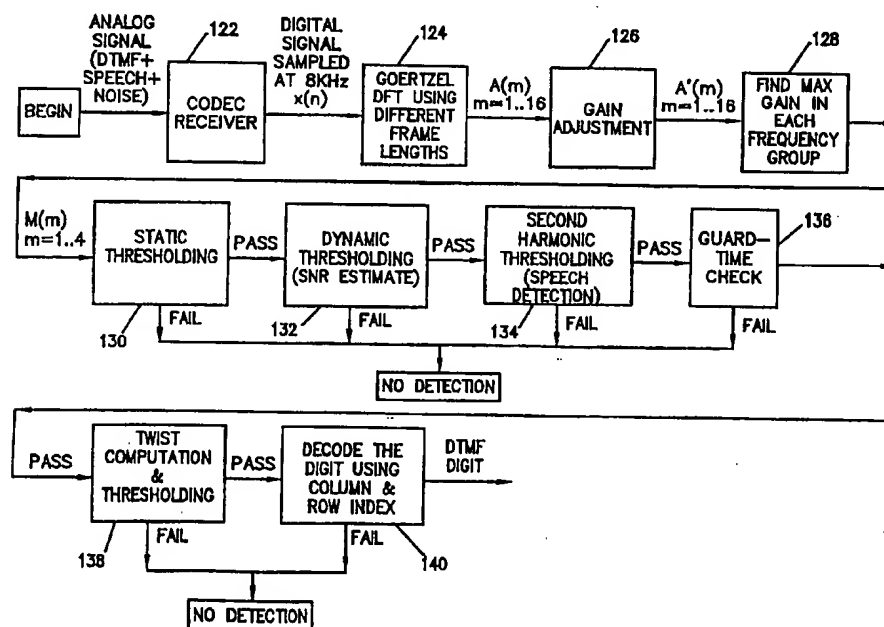 BEGIN
ANALOG
SIGNAL
(DTMF+
SPEECH+
NOISE)
122
CODEC
RECEIVER
DIGITAL
SIGNAL
SAMPLED
AT 8KHz
x(n)
124
GOERTZEL
DFT USING
DIFFERENT
FRAME
LENGTHS
A(m)
m=1..16
126
GAIN
ADJUSTMENT
A'(m)
m=1..16
128
FIND MAX
GAIN IN
EACH
FREQUENCY
GROUP
M(m)
m=1..4
STATIC
THRESHOLDING
130
PASS
FAIL
DYNAMIC
THRESHOLDING
(SNR ESTIMATE)
132
PASS
FAIL
SECOND
HARMONIC
THRESHOLDING
(SPEECH
DETECTION)
134
PASS
FAIL
GUARD-
TIME
CHECK
136
FAIL
NO DETECTION
PASS
TWIST
COMPUTATION
&
THRESHOLDING
138
PASS
FAIL
DECODE THE
DIGIT USING
COLUMN &
ROW INDEX
140
FAIL
DTMF
DIGIT
NO DETECTION